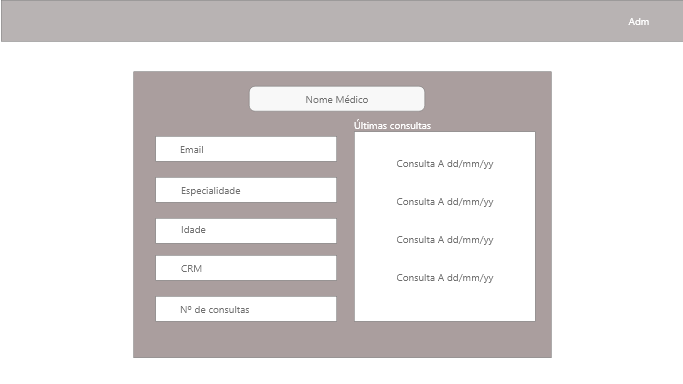 Adm
Nome Médico
Email
Especialidade
Idade
CRM
Nº de consultas
Últimas consultas
Consulta A dd/mm/yy
Consulta A dd/mm/yy
Consulta A dd/mm/yy
Consulta A dd/mm/yy